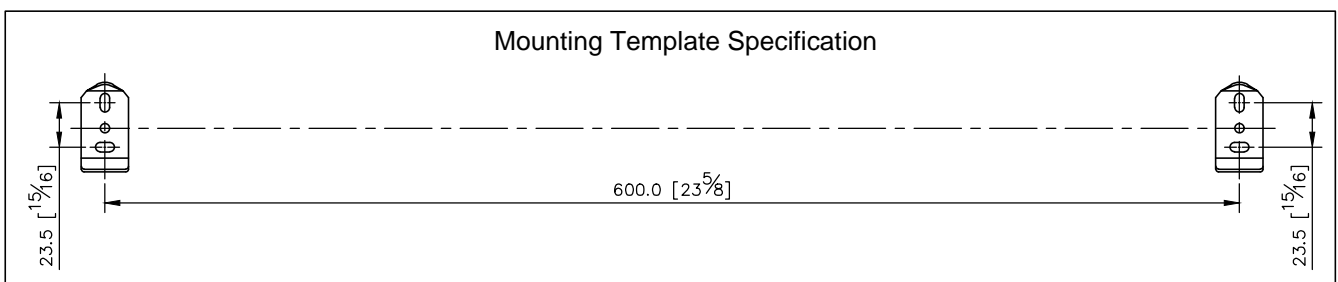 Mounting Template Specification
23.5 [15/16]
600.0 [23 5/8]
23.5 [15/16]